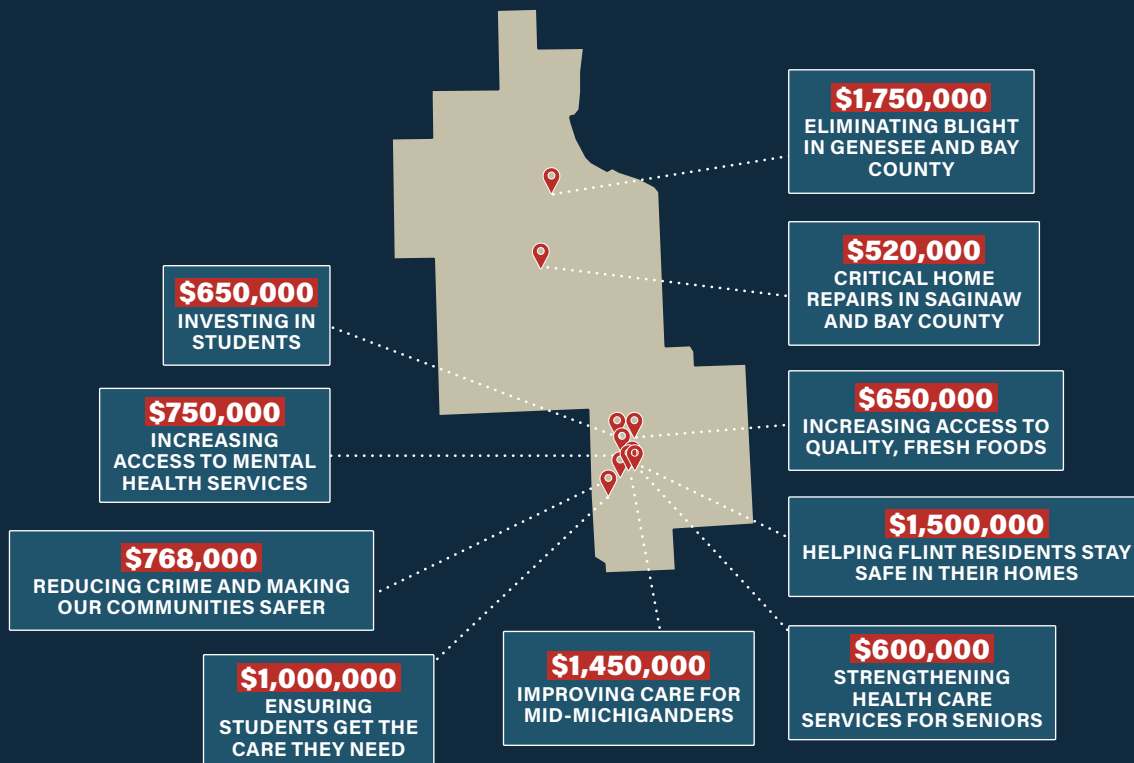 $1,750,000
ELIMINATING BLIGHT
IN GENESEE AND BAY
COUNTY
$520,000
CRITICAL HOME
REPAIRS IN SAGINAW
AND BAY COUNTY
$650,000
INVESTING IN
STUDENTS
$650,000
INCREASING ACCESS TO
QUALITY, FRESH FOODS
$750,000
INCREASING
ACCESS TO MENTAL
HEALTH SERVICES
$1,500,000
HELPING FLINT RESIDENTS STAY
SAFE IN THEIR HOMES
$768,000
REDUCING CRIME AND MAKING
OUR COMMUNITIES SAFER
$600,000
STRENGTHENING
HEALTH CARE
SERVICES FOR SENIORS
$1,450,000
IMPROVING CARE FOR
MID-MICHIGANDERS
$1,000,000
ENSURING
STUDENTS GET THE
CARE THEY NEED